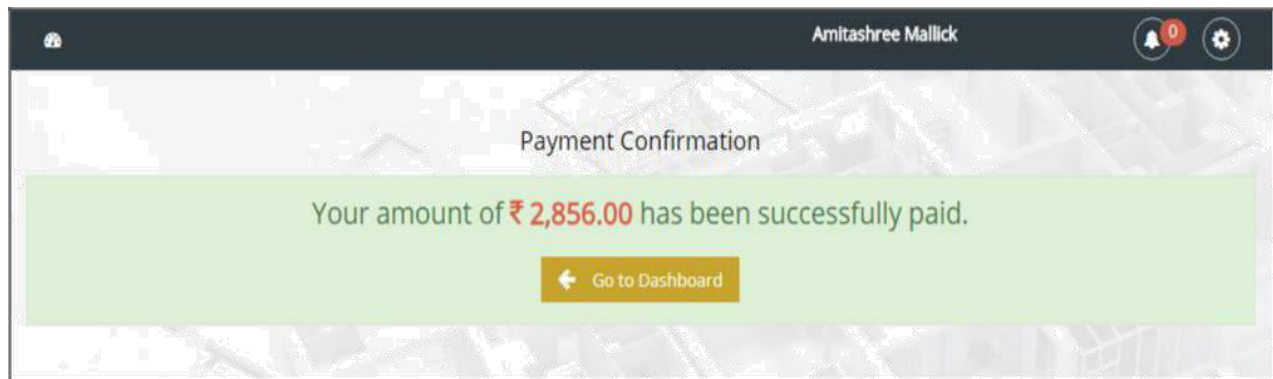 Amitashree Mallick
0
Payment Confirmation
Your amount of ₹ 2,856.00 has been successfully paid.
Go to Dashboard